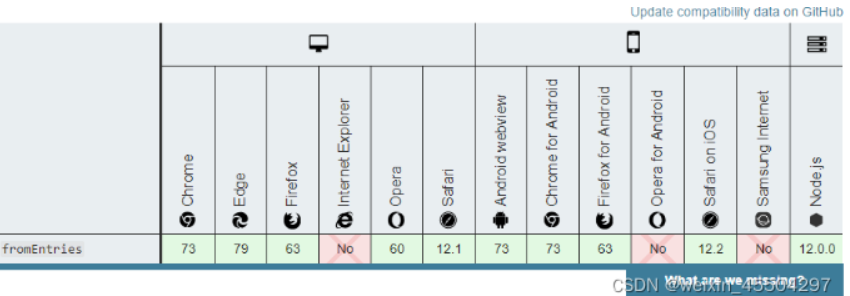 Update compatibility data on GitHub
Chrome
Edge
Firefox
Internet Explorer
Opera
Safari
Android webview
Chrome for Android
Firefox for Android
Opera for Android
Safari on iOS
Samsung Internet
Node.js
fromEntries 73 79 63 No 60 12.1 73 73 63 No 12.2 No 12.0.0
What are we missing?
CSDN @weixin_45504297